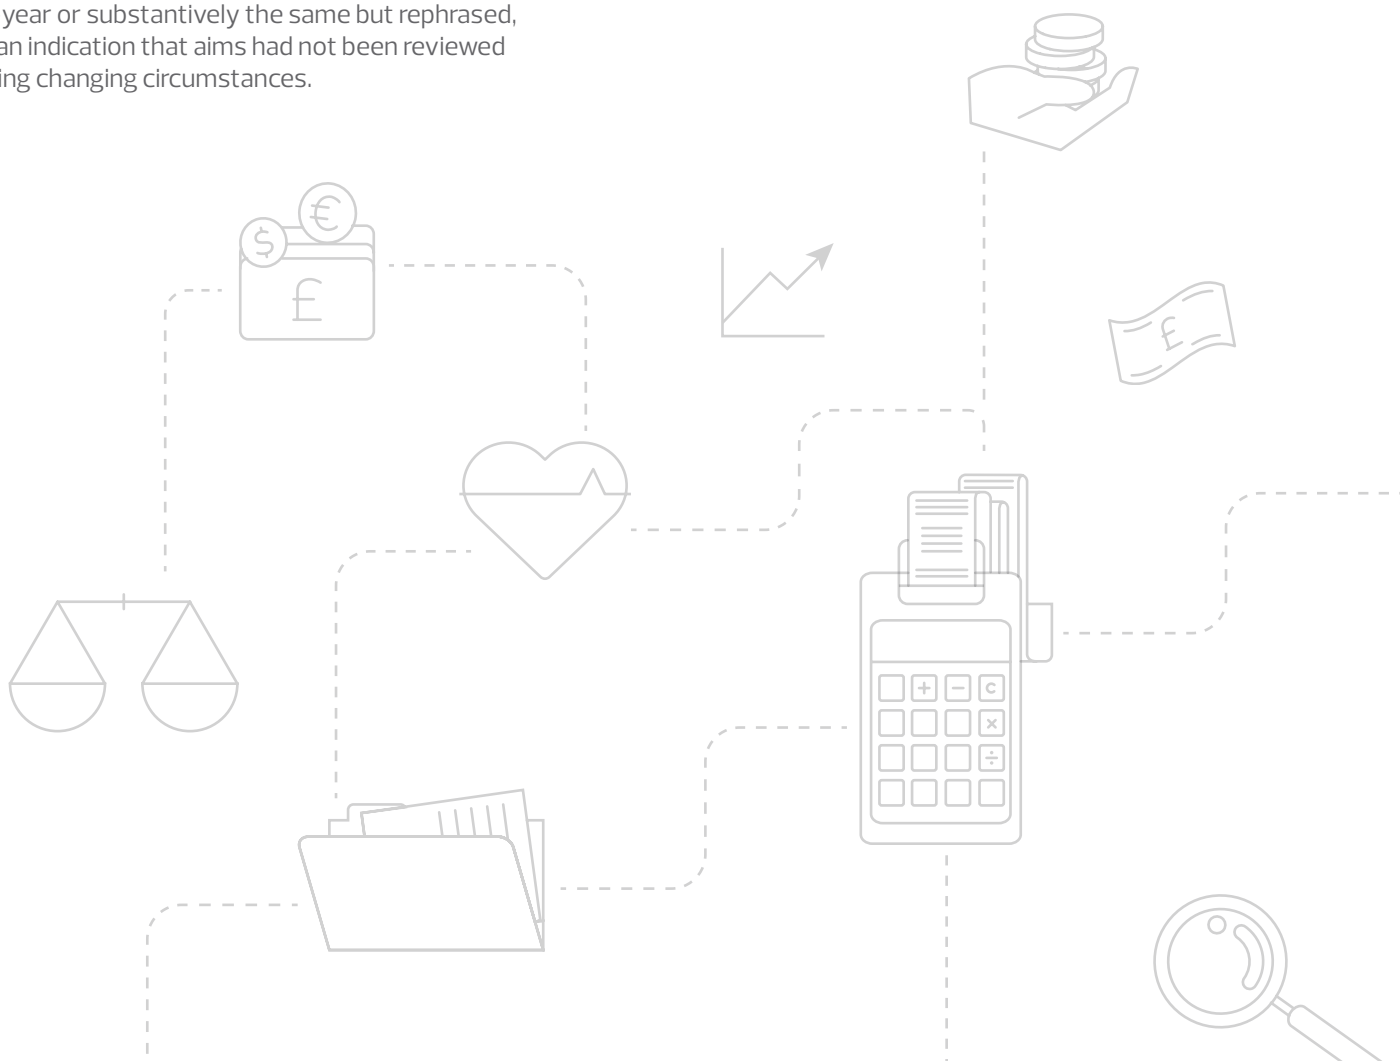 year or substantively the same but rephrased,
an indication that aims had not been reviewed
ing changing circumstances.
€
$
£
£
+ − C
×
÷